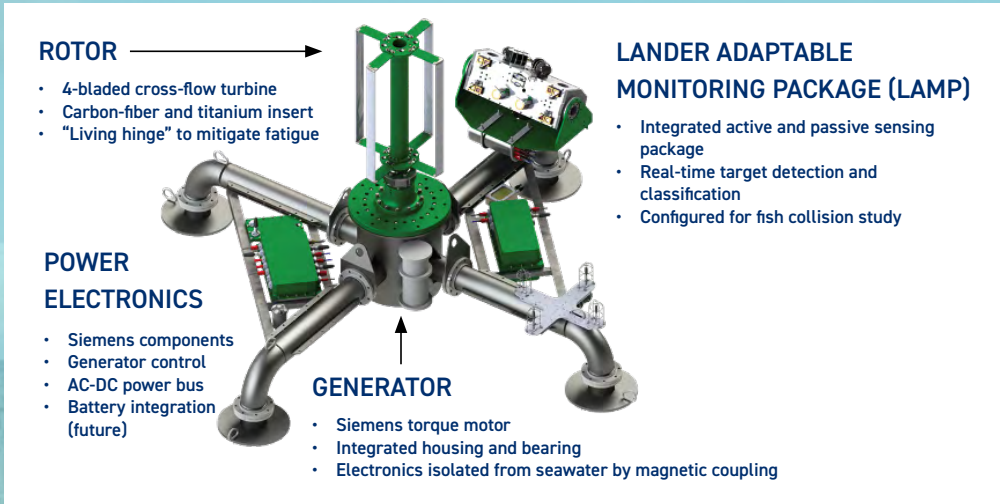 ROTOR
• 4-bladed cross-flow turbine
• Carbon-fiber and titanium insert
• “Living hinge” to mitigate fatigue
LANDER ADAPTABLE
MONITORING PACKAGE (LAMP)
• Integrated active and passive sensing
package
• Real-time target detection and
classification
• Configured for fish collision study
POWER
ELECTRONICS
• Siemens components
• Generator control
• AC-DC power bus
• Battery integration
(future)
GENERATOR
• Siemens torque motor
• Integrated housing and bearing
• Electronics isolated from seawater by magnetic coupling